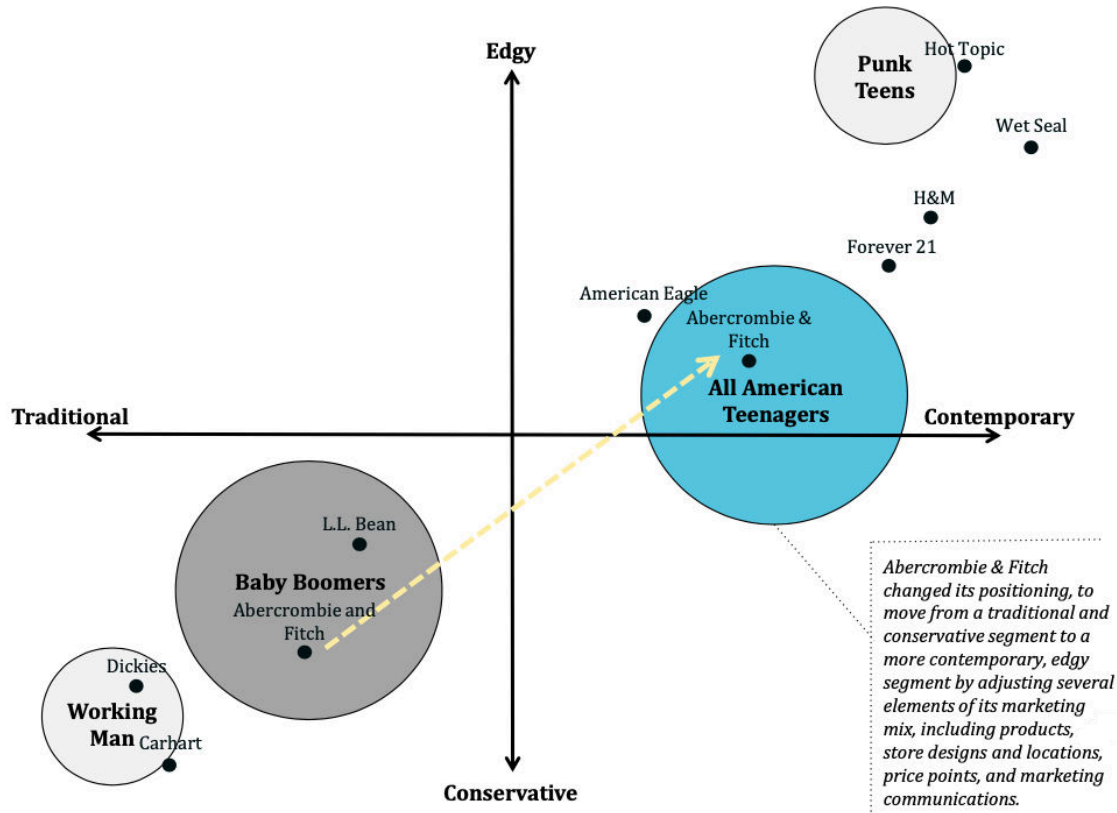 Edgy
Punk
Teens
Hot Topic
Wet Seal
H&M
Forever 21
American Eagle
Abercrombie &
Fitch
All American
Teenagers
Traditional
Contemporary
L.L. Bean
Baby Boomers
Abercrombie and
Fitch
Dickies
Working
Man
Carhart
Conservative
Abercrombie & Fitch
changed its positioning, to
move from a traditional and
conservative segment to a
more contemporary, edgy
segment by adjusting several
elements of its marketing
mix, including products,
store designs and locations,
price points, and marketing
communications.